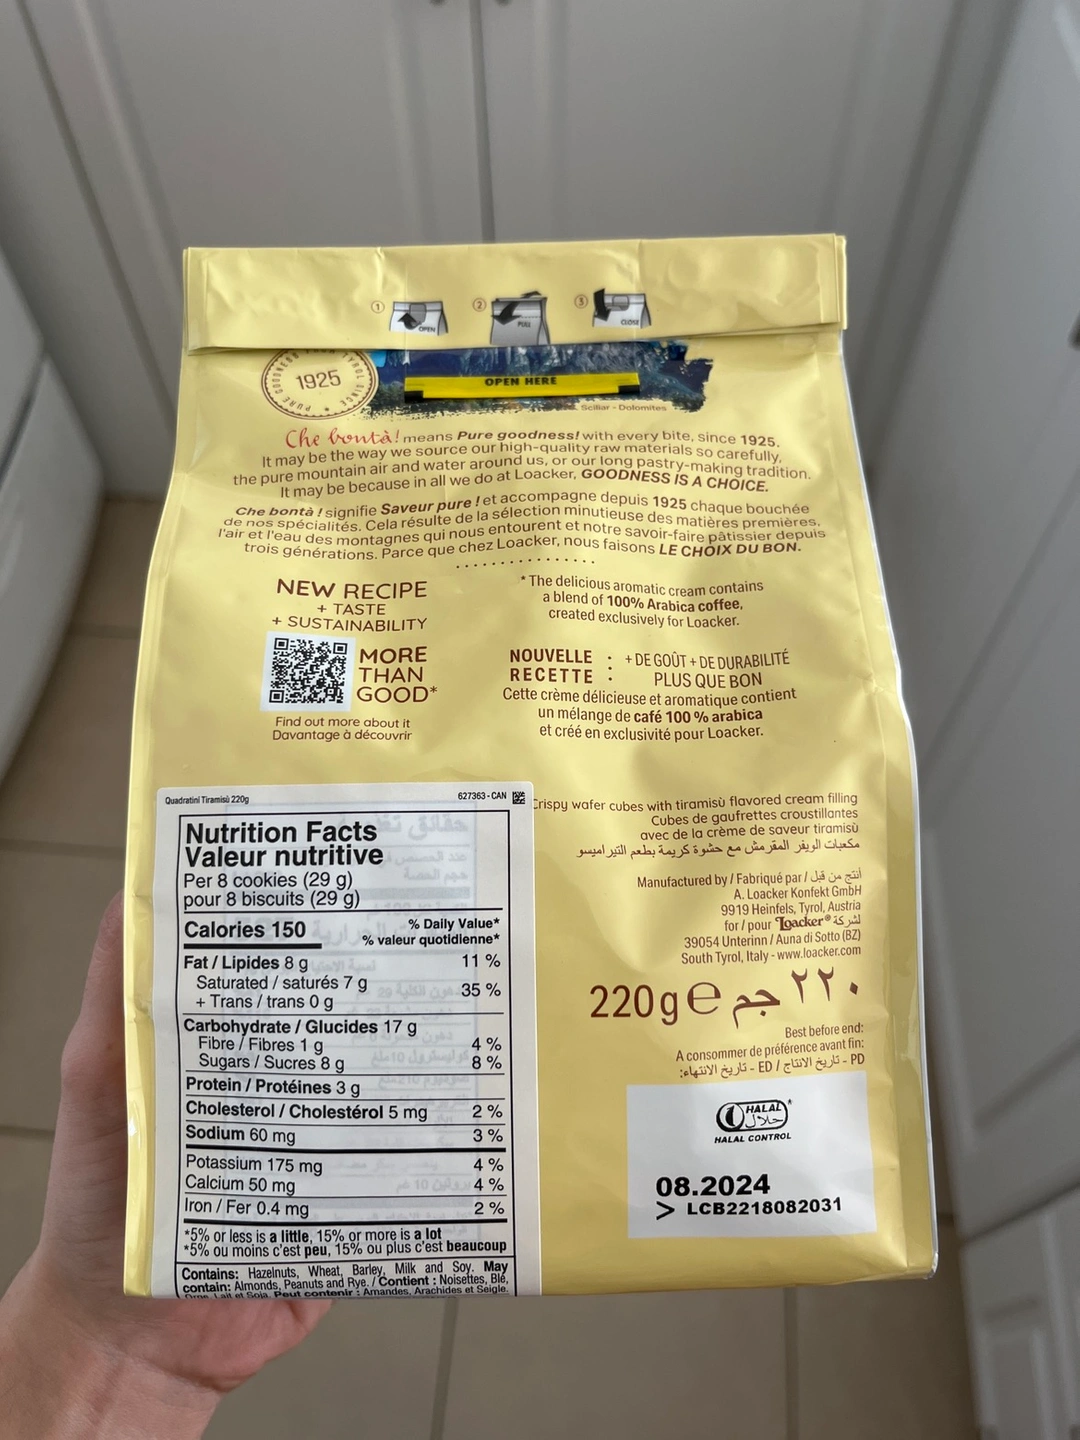 1
OPEN
2
PULL
3
CLOSE
PURE GOODNESS
TYROL SINCE
1925
OPEN HERE
Sciliar - Dolomites
Che bontà! means Pure goodness! with every bite, since 1925.
It may be the way we source our high-quality raw materials so carefully,
the pure mountain air and water around us, or our long pastry-making tradition.
It may be because in all we do at Loacker, GOODNESS IS A CHOICE.
Che bontà ! signifie Saveur pure ! et accompagne depuis 1925 chaque bouchée
de nos spécialités. Cela résulte de la sélection minutieuse des matières premières,
l'air et l'eau des montagnes qui nous entourent et notre savoir-faire pâtissier depuis
trois générations. Parce que chez Loacker, nous faisons LE CHOIX DU BON.
NEW RECIPE
+ TASTE
+ SUSTAINABILITY
MORE
THAN
GOOD*
Find out more about it
Davantage à découvrir
* The delicious aromatic cream contains
a blend of 100% Arabica coffee,
created exclusively for Loacker.
NOUVELLE : + DE GOÛT + DE DURABILITÉ
RECETTE : PLUS QUE BON
Cette crème délicieuse et aromatique contient
un mélange de café 100 % arabica
et créé en exclusivité pour Loacker.
Quadratini Tiramisù 220g
627363 - CAN
Nutrition Facts
Valeur nutritive
Per 8 cookies (29 g)
pour 8 biscuits (29 g)
Calories 150
% Daily Value*
% valeur quotidienne*
Fat / Lipides 8 g 11 %
Saturated / saturés 7 g
+ Trans / trans 0 g 35 %
Carbohydrate / Glucides 17 g
Fibre / Fibres 1 g 4 %
Sugars / Sucres 8 g 8 %
Protein / Protéines 3 g
Cholesterol / Cholestérol 5 mg 2 %
Sodium 60 mg 3 %
Potassium 175 mg 4 %
Calcium 50 mg 4 %
Iron / Fer 0.4 mg 2 %
*5% or less is a little, 15% or more is a lot
*5% ou moins c'est peu, 15% ou plus c'est beaucoup
Contains: Hazelnuts, Wheat, Barley, Milk and Soy. May
contain: Almonds, Peanuts and Rye. / Contient : Noisettes, Blé,
Orge, Lait et Soja. Peut contenir : Amandes, Arachides et Seigle.
Crispy wafer cubes with tiramisù flavored cream filling
Cubes de gaufrettes croustillantes
avec de la crème de saveur tiramisù
مكعبات الويفر المقرمش مع حشوة كريمة بطعم التيراميسو
Manufactured by / Fabriqué par / أنتج من قبل
A. Loacker Konfekt GmbH
9919 Heinfels, Tyrol, Austria
for / pour Loacker® لشركة
39054 Unterinn / Auna di Sotto (BZ)
South Tyrol, Italy - www.loacker.com
220 g e ٢٢٠ جم
Best before end:
A consommer de préférence avant fin:
PD - تاريخ الانتاج / ED - تاريخ الانتهاء:
HALAL*
حلال
HALAL CONTROL
08.2024
> LCB2218082031